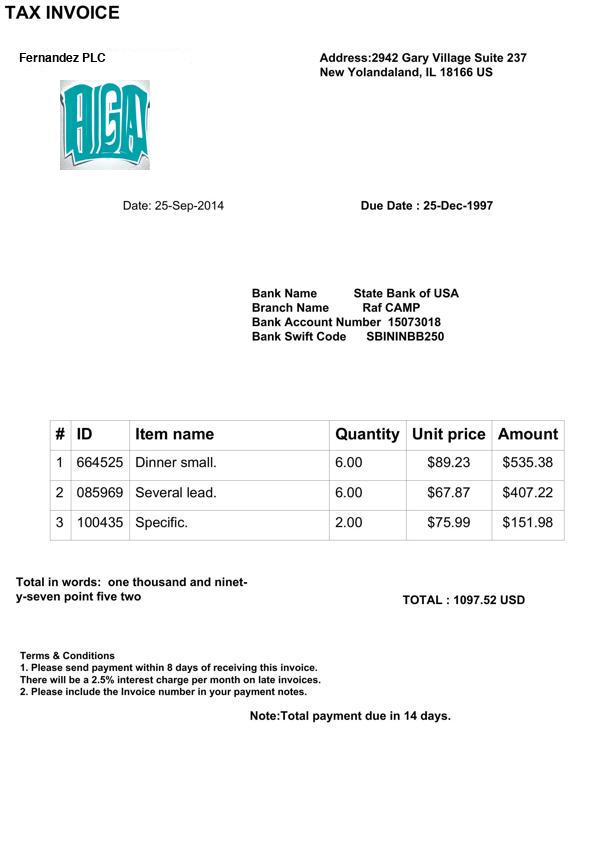 TAX INVOICE
Fernandez PLC
Address:2942 Gary Village Suite 237
New Yolandaland, IL 18166 US
HGA
Date: 25-Sep-2014 Due Date : 25-Dec-1997
Bank Name State Bank of USA
Branch Name Raf CAMP
Bank Account Number 15073018
Bank Swift Code SBININBB250
# ID Item name Quantity Unit price Amount
1 664525 Dinner small. 6.00 $89.23 $535.38
2 085969 Several lead. 6.00 $67.87 $407.22
3 100435 Specific. 2.00 $75.99 $151.98
Total in words: one thousand and ninet-
y-seven point five two
TOTAL : 1097.52 USD
Terms & Conditions
1. Please send payment within 8 days of receiving this invoice.
There will be a 2.5% interest charge per month on late invoices.
2. Please include the Invoice number in your payment notes.
Note:Total payment due in 14 days.